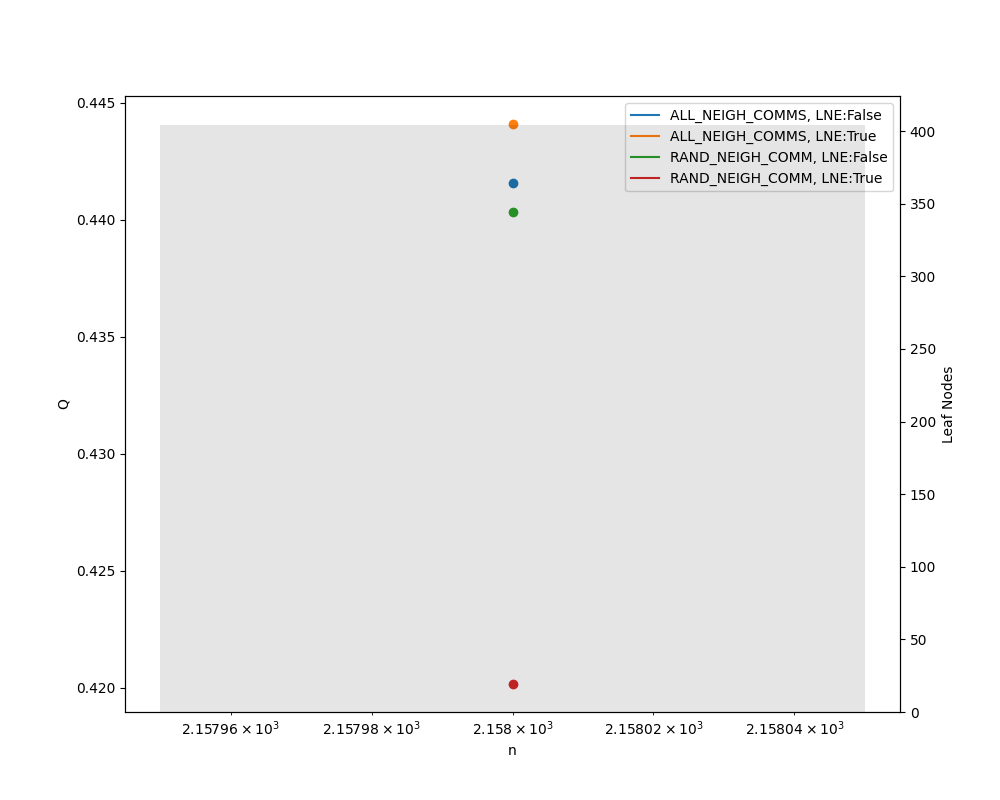 0.445
0.440
0.435
0.430
0.425
0.420
Q
400
350
300
250
200
150
100
50
0
Leaf Nodes
ALL_NEIGH_COMMS, LNE:False
ALL_NEIGH_COMMS, LNE:True
RAND_NEIGH_COMM, LNE:False
RAND_NEIGH_COMM, LNE:True
2.15796 × 10³ 2.15798 × 10³ 2.158 × 10³ 2.15802 × 10³ 2.15804 × 10³
n